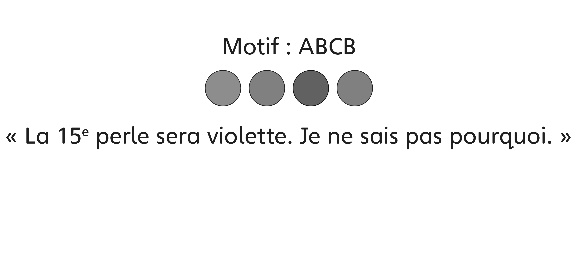 Motif : ABCB
« La 15ᵉ perle sera violette. Je ne sais pas pourquoi. »